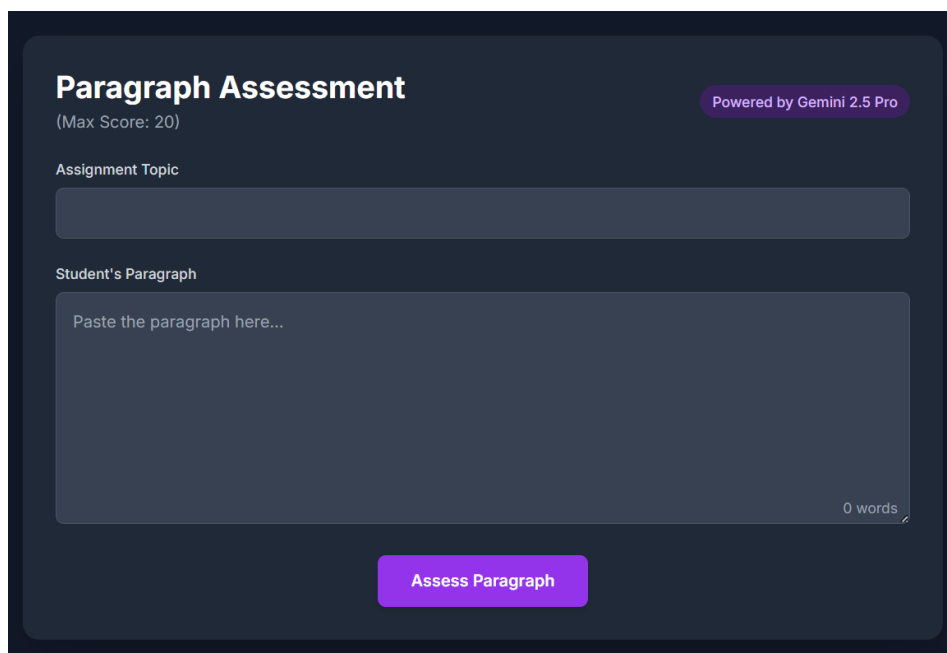 Paragraph Assessment
(Max Score: 20)
Powered by Gemini 2.5 Pro
Assignment Topic
Student's Paragraph
Paste the paragraph here...
0 words
Assess Paragraph